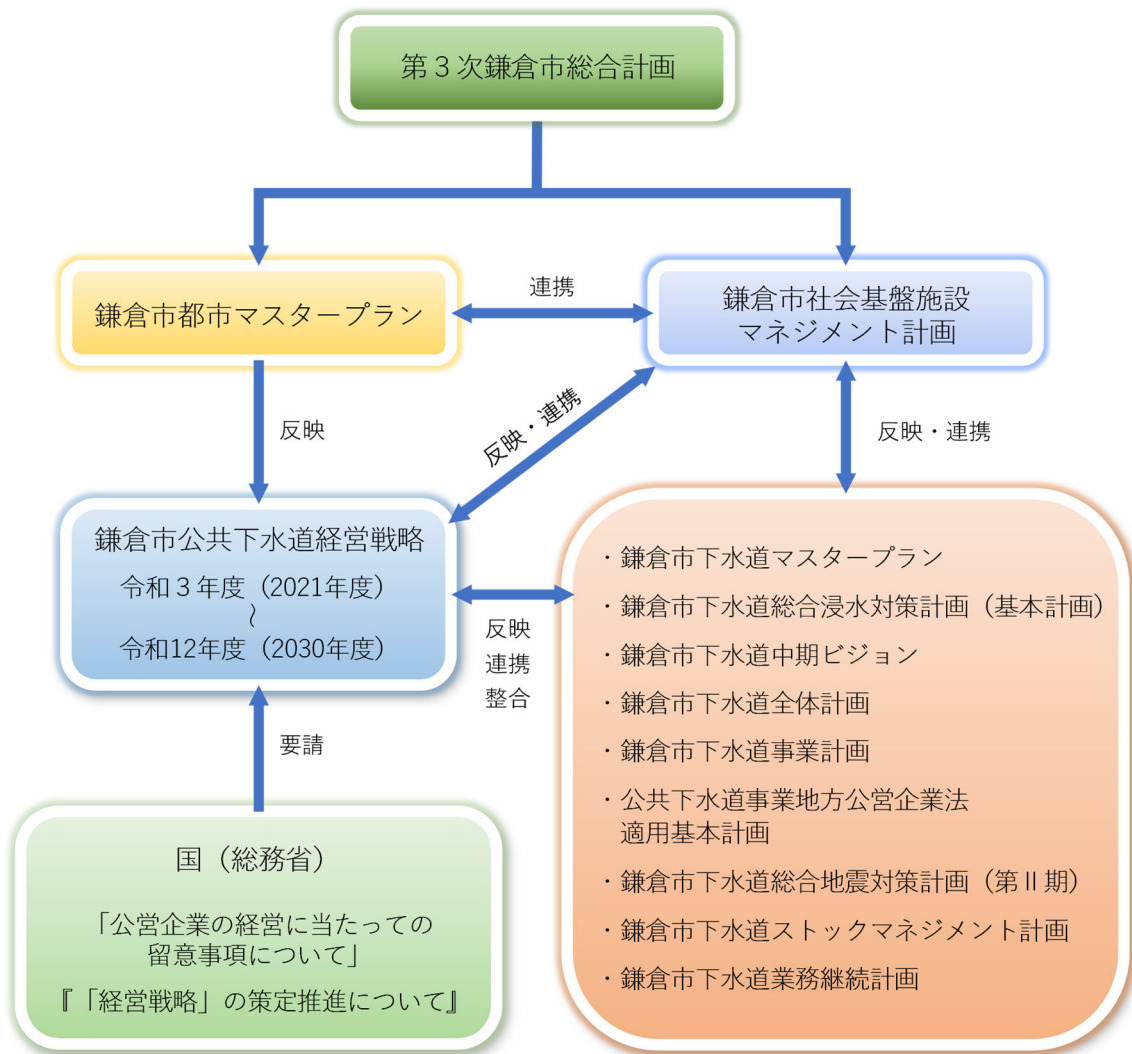 第３次鎌倉市総合計画
鎌倉市都市マスタープラン
連携
鎌倉市社会基盤施設
マネジメント計画
反映
反映・連携
反映・連携
鎌倉市公共下水道経営戦略
令和３年度（2021年度）
～
令和12年度（2030年度）
反映
連携
整合
要請
国（総務省）
「公営企業の経営に当たっての
留意事項について」
『「経営戦略」の策定推進について』
・鎌倉市下水道マスタープラン
・鎌倉市下水道総合浸水対策計画（基本計画）
・鎌倉市下水道中期ビジョン
・鎌倉市下水道全体計画
・鎌倉市下水道事業計画
・公共下水道事業地方公営企業法
適用基本計画
・鎌倉市下水道総合地震対策計画（第Ⅱ期）
・鎌倉市下水道ストックマネジメント計画
・鎌倉市下水道業務継続計画